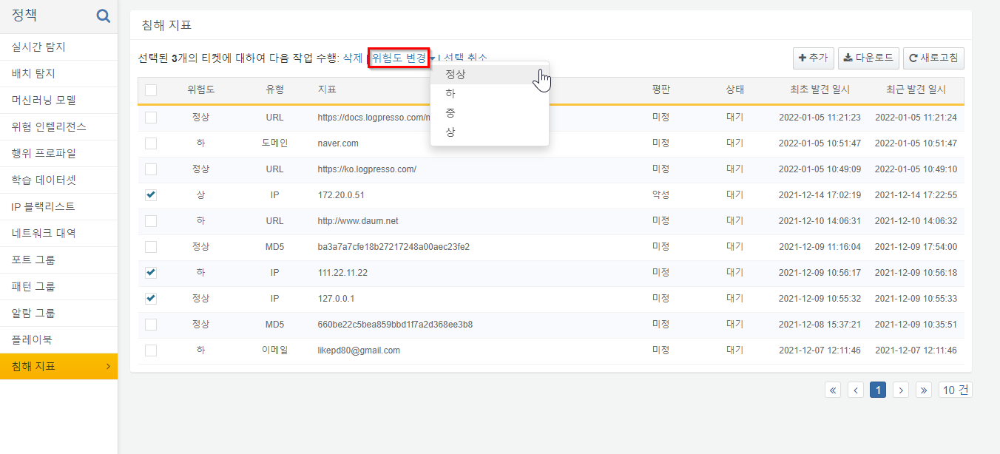 정책
실시간 탐지
배치 탐지
머신러닝 모델
위협 인텔리전스
행위 프로파일
학습 데이터셋
IP 블랙리스트
네트워크 대역
포트 그룹
패턴 그룹
알람 그룹
플레이북
침해 지표
침해 지표
선택된 3개의 티켓에 대하여 다음 작업 수행: 삭제 | 위험도 변경 | 선택 취소
추가 다운로드 새로고침
정상
하
중
상
위험도 유형 지표 평판 상태 최초 발견 일시 최근 발견 일시
정상 URL https://docs.logpresso.com/ 미정 대기 2022-01-05 11:21:23 2022-01-05 11:21:24
하 도메인 naver.com 미정 대기 2022-01-05 10:51:47 2022-01-05 10:51:47
정상 URL https://ko.logpresso.com/ 미정 대기 2022-01-05 10:49:09 2022-01-05 10:49:10
상 IP 172.20.0.51 악성 대기 2021-12-14 17:02:19 2021-12-14 17:22:55
하 URL http://www.daum.net 미정 대기 2021-12-10 14:06:31 2021-12-10 14:06:32
정상 MD5 ba3a7a7cfe18b27217248a00aec23fe2 미정 대기 2021-12-09 11:16:04 2021-12-09 17:54:00
하 IP 111.22.11.22 미정 대기 2021-12-09 10:56:17 2021-12-09 10:56:18
정상 IP 127.0.0.1 미정 대기 2021-12-09 10:55:32 2021-12-09 10:55:33
정상 MD5 660be22c5bea859bbd1f7a2d368ee3b8 미정 대기 2021-12-08 15:37:21 2021-12-09 10:35:51
하 이메일 likepd80@gmail.com 미정 대기 2021-12-07 12:11:46 2021-12-07 12:11:46
« ‹ 1 › » 10 건